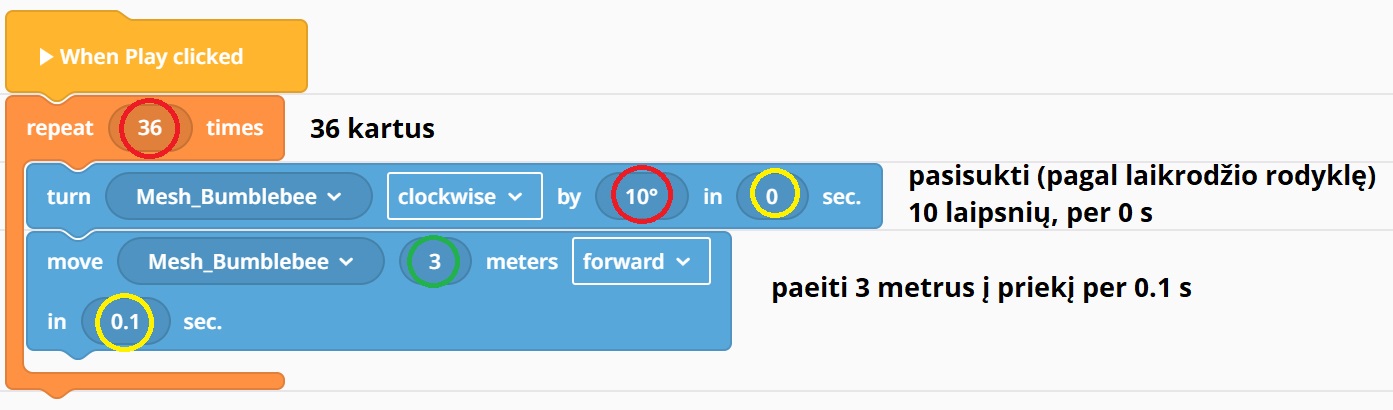 When Play clicked
repeat 36 times
36 kartus
turn Mesh_Bumblebee clockwise by 10° in 0 sec.
pasisukti (pagal laikrodžio rodyklę)
10 laipsnių, per 0 s
move Mesh_Bumblebee 3 meters forward
in 0.1 sec.
paeiti 3 metrus į priekį per 0.1 s